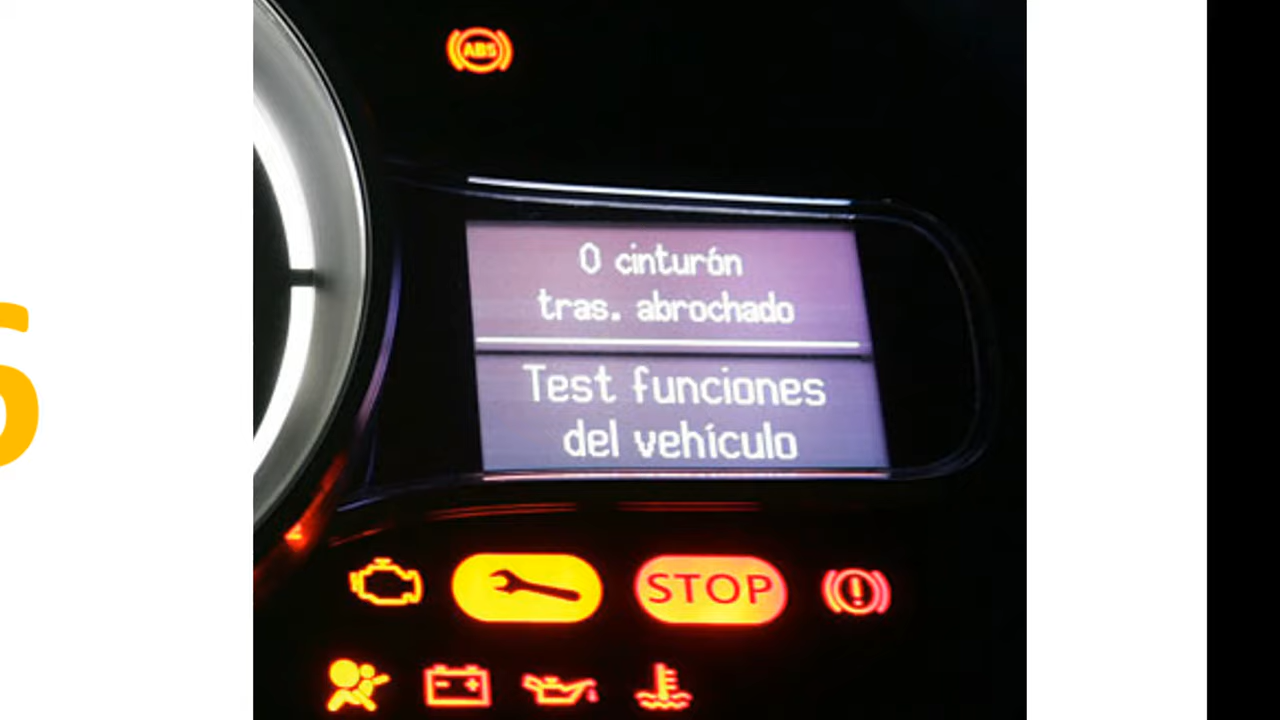 ABS
0 cinturón
tras. abrochado
Test funciones
del vehículo
STOP